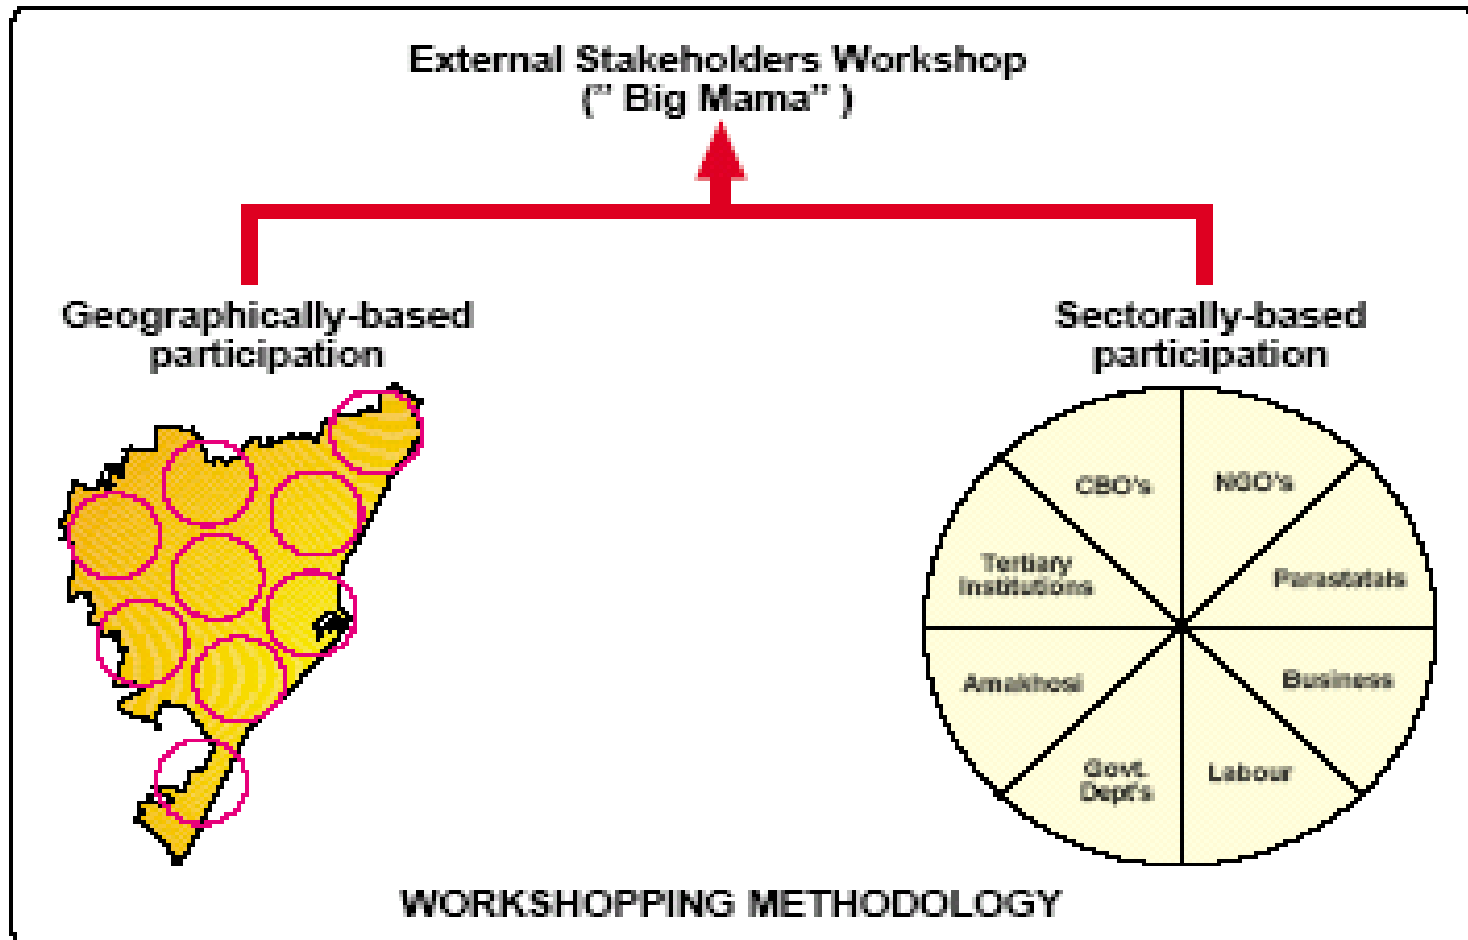 External Stakeholders Workshop
(” Big Mama” )
Geographically-based
participation
Sectorally-based
participation
CBO's
NGO's
Tertiary
Institutions
Parastatals
Amakhosi
Business
Govt.
Dept's
Labour
WORKSHOPPING METHODOLOGY